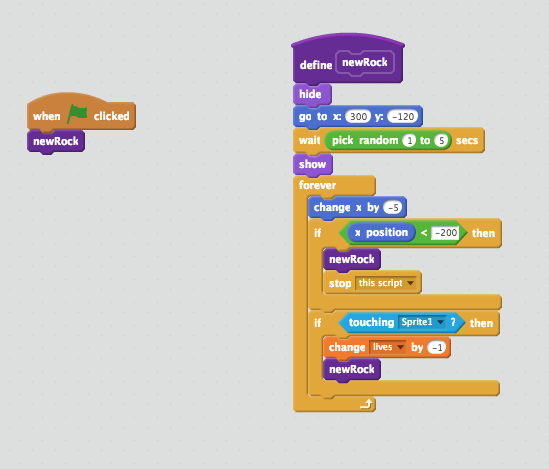 when clicked
newRock
define newRock
hide
go to x: 300 y: -120
wait pick random 1 to 5 secs
show
forever
change x by -5
if x position < -200 then
newRock
stop this script
if touching Sprite1 ? then
change lives by -1
newRock